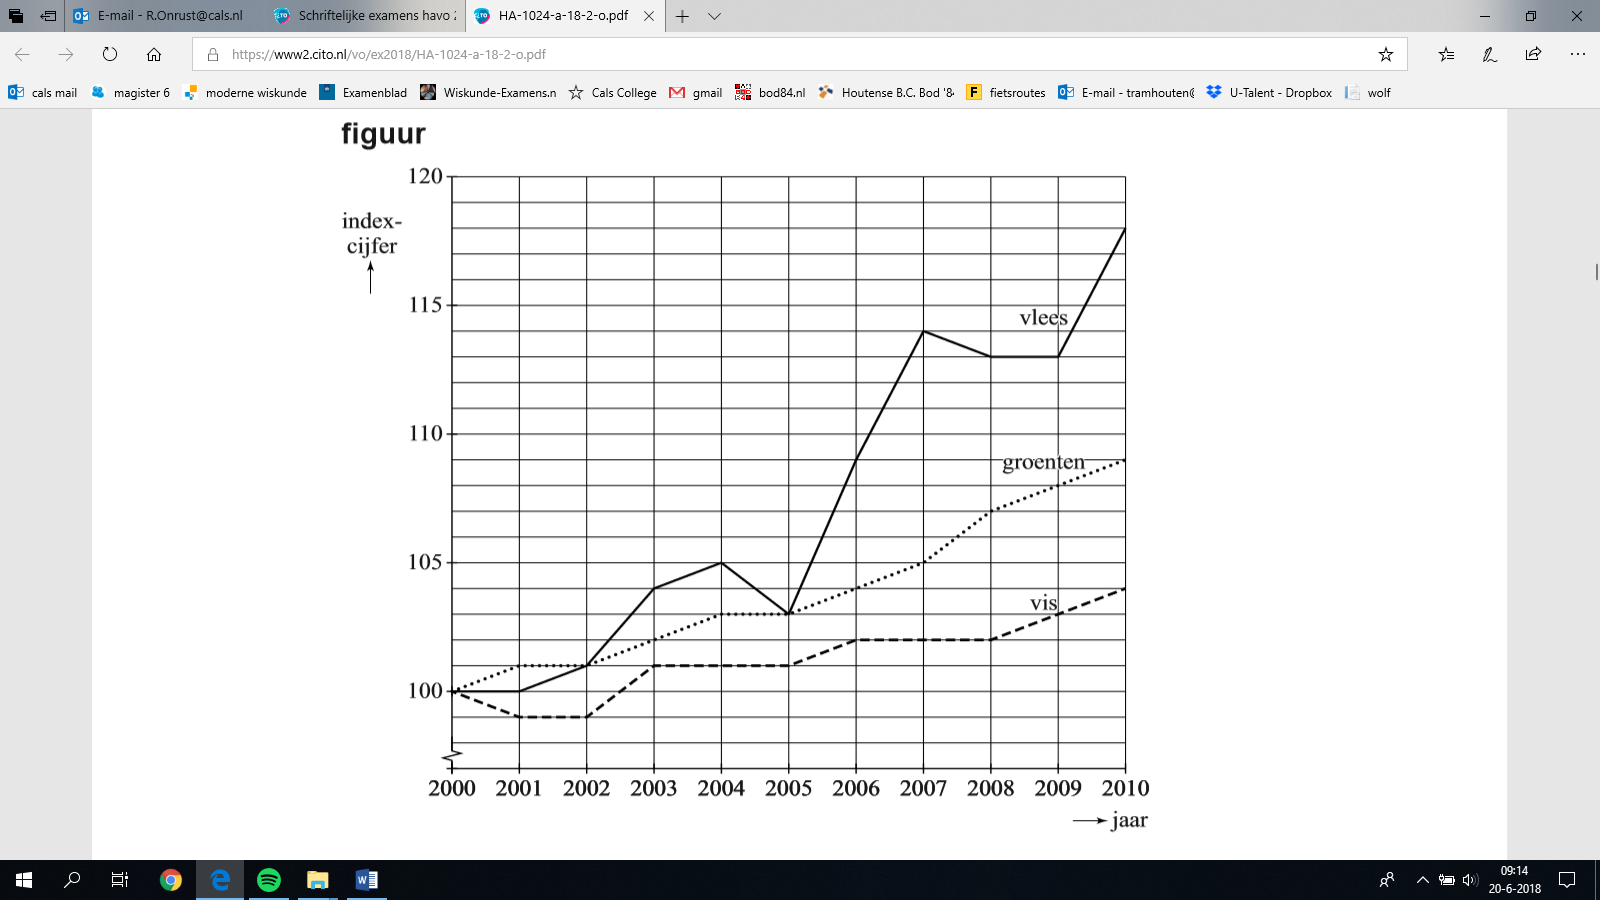 E-mail - R.Onrust@cals.nl
Schriftelijke examens havo 2
HA-1024-a-18-2-o.pdf
https://www2.cito.nl/vo/ex2018/HA-1024-a-18-2-o.pdf
cals mail
magister 6
moderne wiskunde
Examenblad
Wiskunde-Examens.n
Cals College
gmail
bod84.nl
Houtense B.C. Bod '84
fietsroutes
E-mail - tramhouten@
U-Talent - Dropbox
wolf
figuur
120
index-
cijfer
115
vlees
110
groenten
105
vis
100
2000 2001 2002 2003 2004 2005 2006 2007 2008 2009 2010
jaar
09:14
20-6-2018